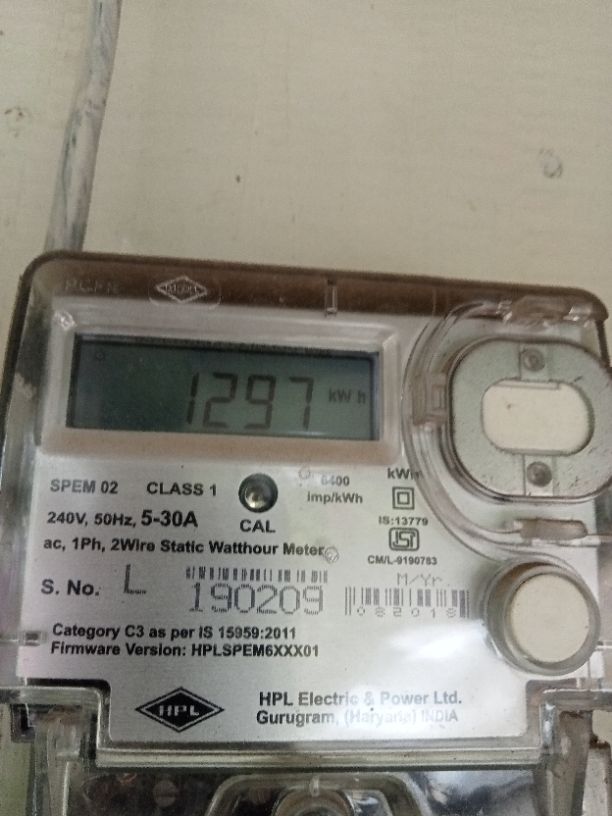 1297 kWh
SPEM 02 CLASS 1
6400 imp/kWh
kWh
240V, 50Hz, 5-30A
CAL
IS:13779
ISI
CM/L-9190783
ac, 1Ph, 2Wire Static Watthour Meter
M/Yr.
S. No. L 190209
082018
Category C3 as per IS 15959:2011
Firmware Version: HPLSPEM6XXX01
HPL
HPL Electric & Power Ltd.
Gurugram, (Haryana) INDIA